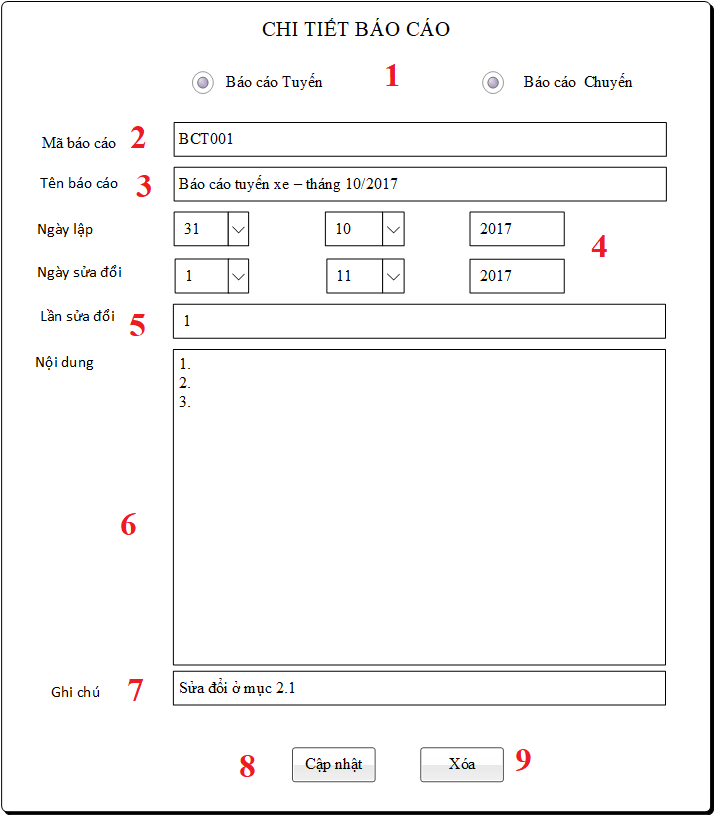 CHI TIẾT BÁO CÁO
Báo cáo Tuyến 1 Báo cáo Chuyến
Mã báo cáo 2 BCT001
Tên báo cáo 3 Báo cáo tuyến xe – tháng 10/2017
Ngày lập 31 10 2017 4
Ngày sửa đổi 1 11 2017
Lần sửa đổi 5 1
Nội dung 1.
2.
3.
6
Ghi chú 7 Sửa đổi ở mục 2.1
8 Cập nhật Xóa 9